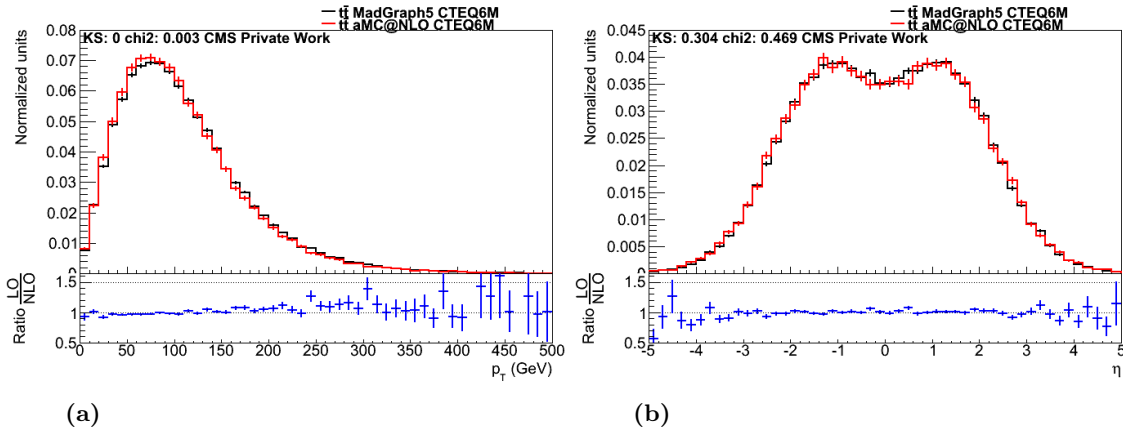 tt̄ MadGraph5 CTEQ6M
tt̄ aMC@NLO CTEQ6M
KS: 0 chi2: 0.003 CMS Private Work
Normalized units
0.08
0.07
0.06
0.05
0.04
0.03
0.02
0.01
0
Ratio LO/NLO
1.5
1
0.5
0 50 100 150 200 250 300 350 400 450 500
p_T (GeV)
(a)
tt̄ MadGraph5 CTEQ6M
tt̄ aMC@NLO CTEQ6M
KS: 0.304 chi2: 0.469 CMS Private Work
Normalized units
0.045
0.04
0.035
0.03
0.025
0.02
0.015
0.01
0.005
0
Ratio LO/NLO
1.5
1
0.5
-5 -4 -3 -2 -1 0 1 2 3 4 5
η
(b)